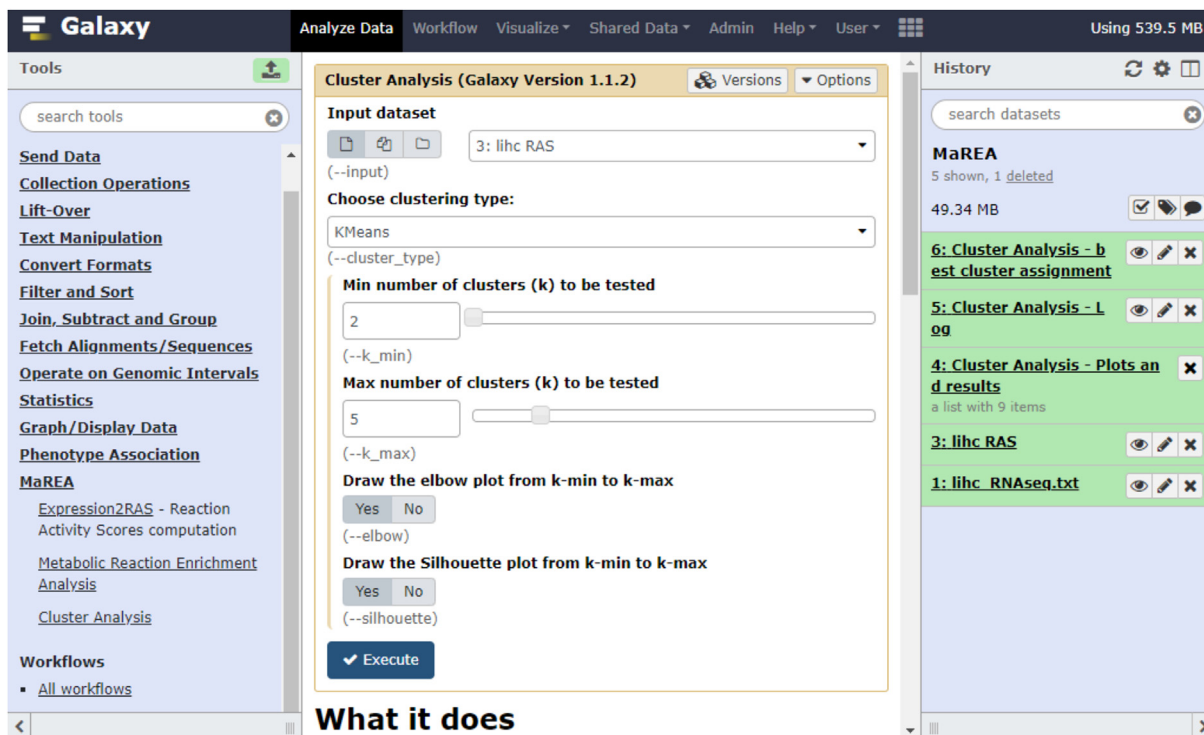 Galaxy
Analyze Data Workflow Visualize Shared Data Admin Help User
Using 539.5 MB
Tools
search tools
Send Data
Collection Operations
Lift-Over
Text Manipulation
Convert Formats
Filter and Sort
Join, Subtract and Group
Fetch Alignments/Sequences
Operate on Genomic Intervals
Statistics
Graph/Display Data
Phenotype Association
MaREA
Expression2RAS - Reaction
Activity Scores computation
Metabolic Reaction Enrichment
Analysis
Cluster Analysis
Workflows
All workflows
Cluster Analysis (Galaxy Version 1.1.2)
Versions
Options
Input dataset
3: lihc RAS
(--input)
Choose clustering type:
KMeans
(--cluster_type)
Min number of clusters (k) to be tested
2
(--k_min)
Max number of clusters (k) to be tested
5
(--k_max)
Draw the elbow plot from k-min to k-max
Yes No
(--elbow)
Draw the Silhouette plot from k-min to k-max
Yes No
(--silhouette)
Execute
What it does
History
search datasets
MaREA
5 shown, 1 deleted
49.34 MB
6: Cluster Analysis - b
est cluster assignment
5: Cluster Analysis - L
og
4: Cluster Analysis - Plots an
d results
a list with 9 items
3: lihc RAS
1: lihc_RNAseq.txt